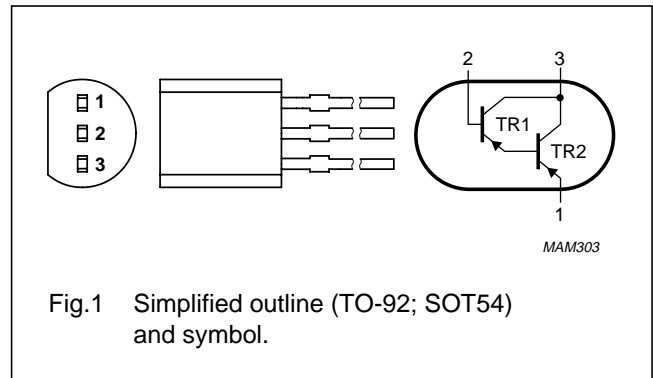 1
2
3
2
3
TR1
TR2
1
MAM303
Fig.1 Simplified outline (TO-92; SOT54)
and symbol.